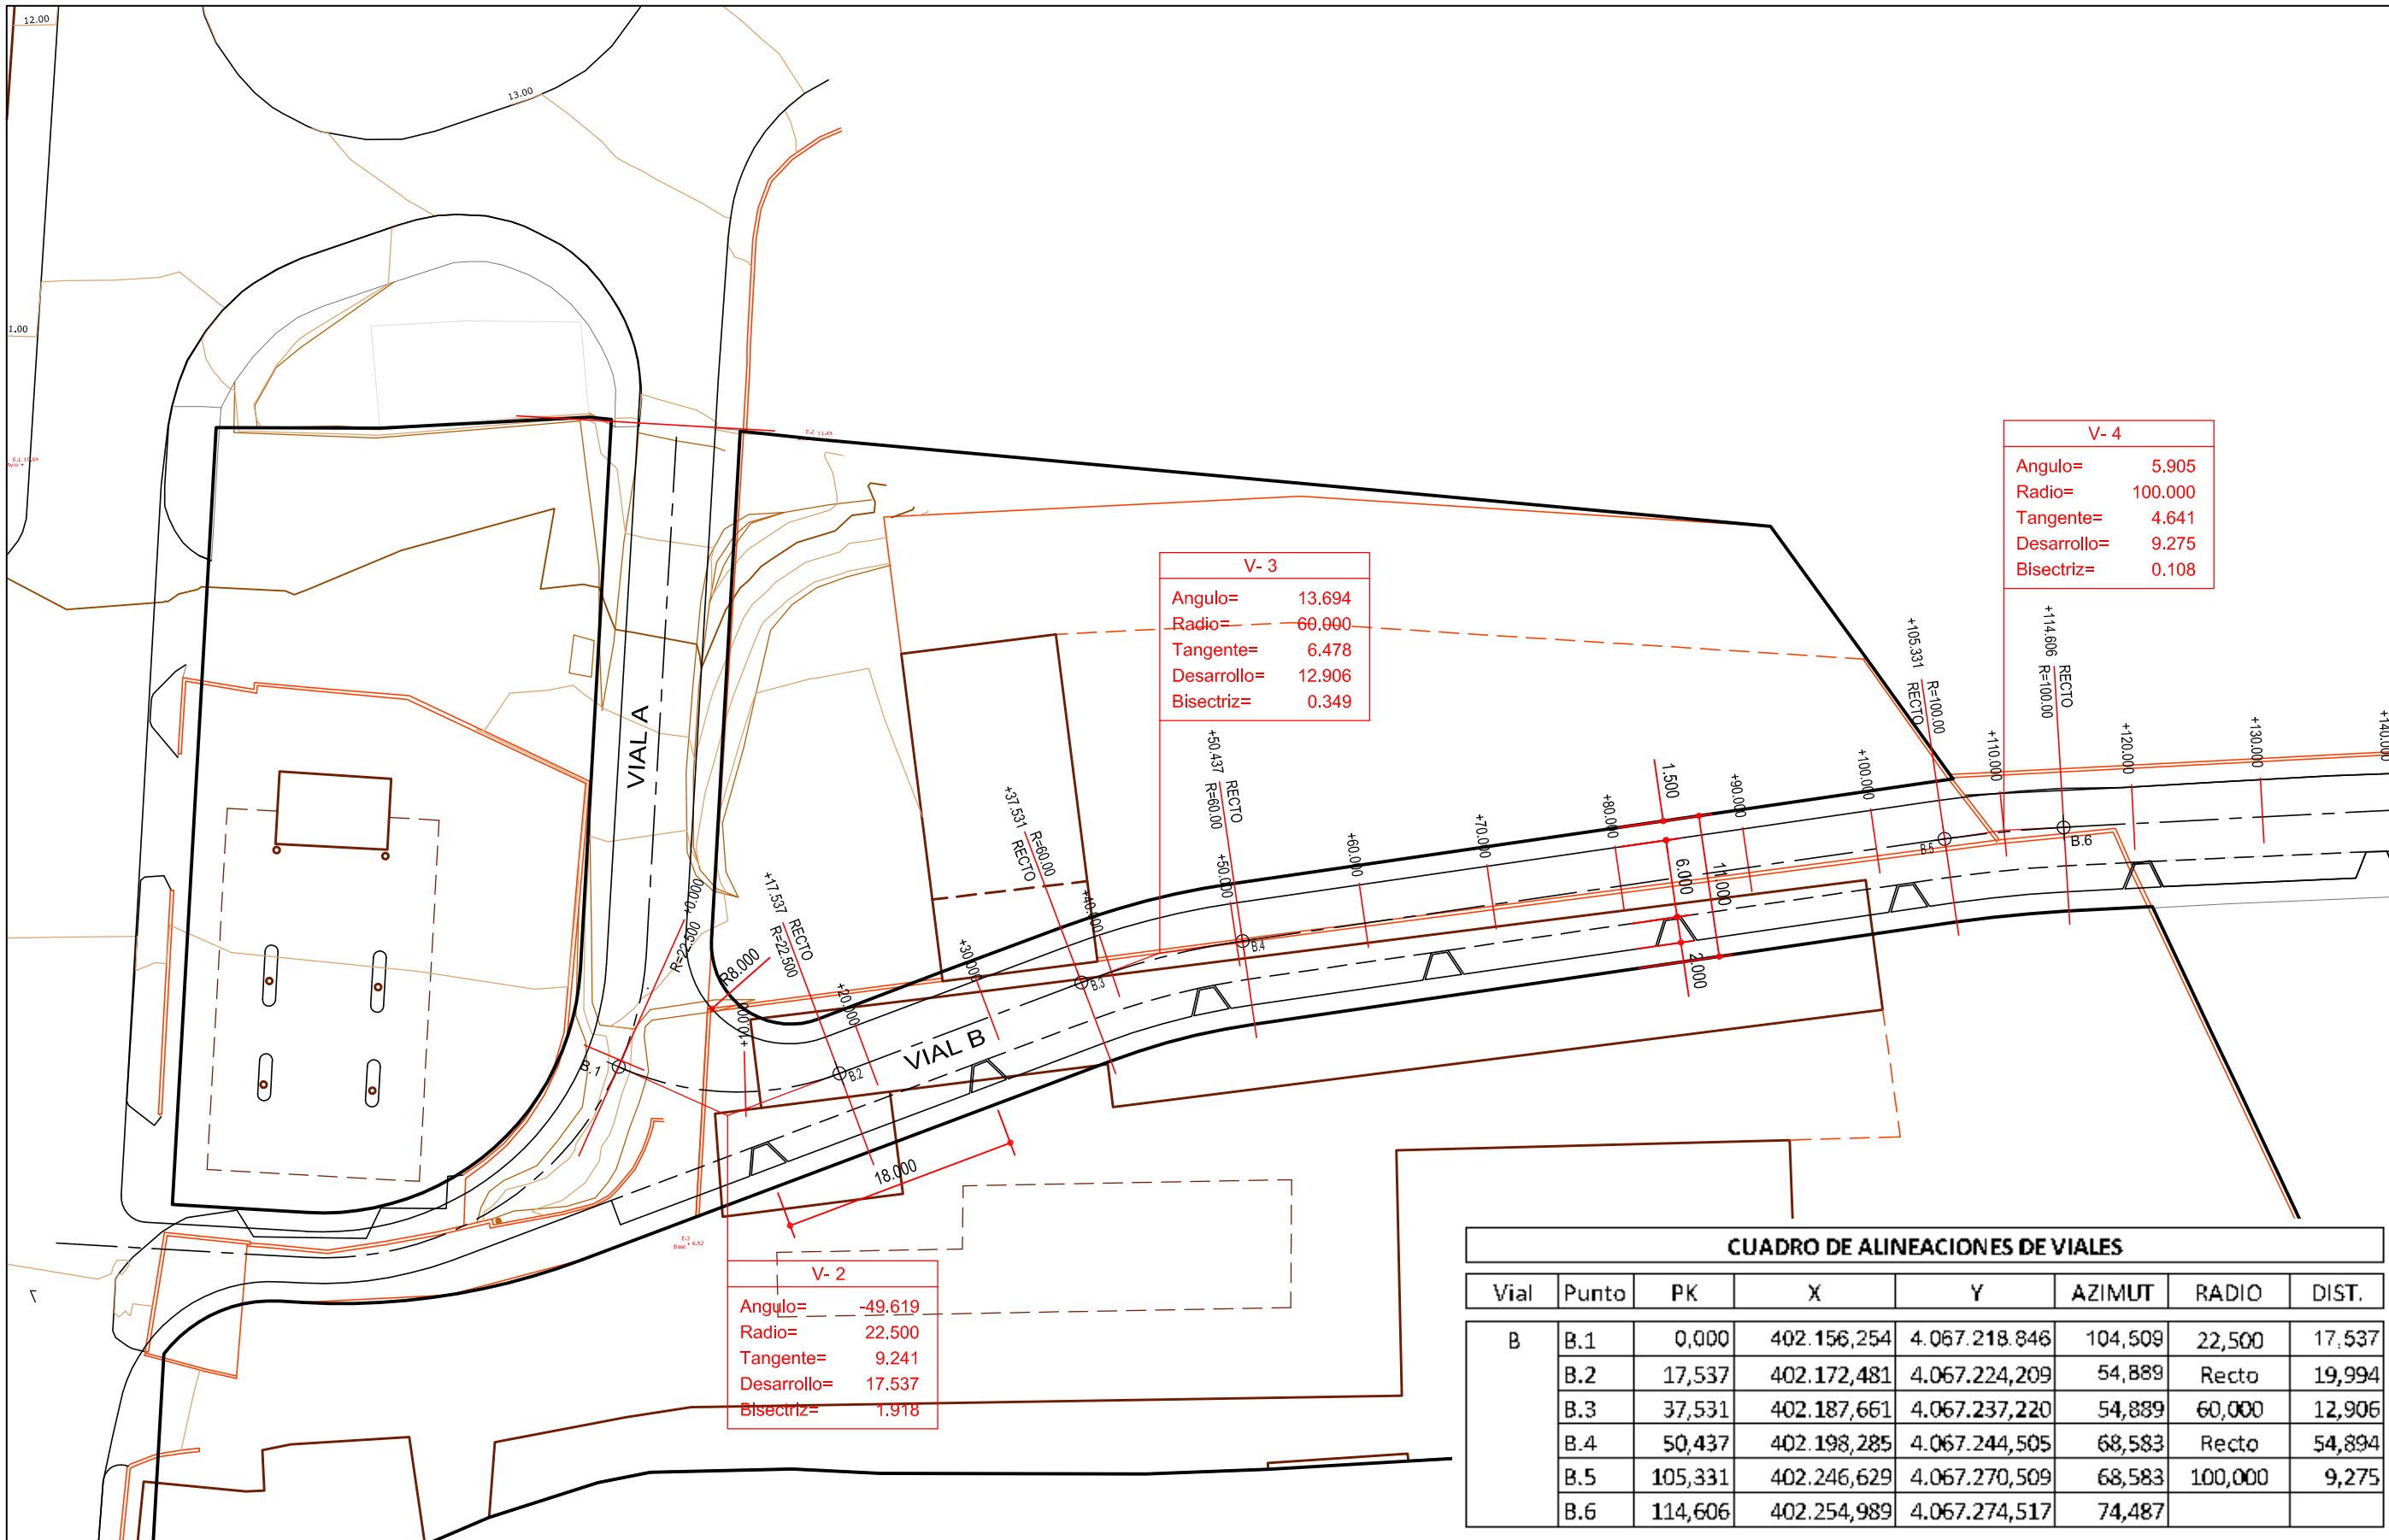 12.00
13.00
1.00
E.1 10.64
E-2 11.49
VIAL A
V- 4
Angulo= 5.905
Radio= 100.000
Tangente= 4.641
Desarrollo= 9.275
Bisectriz= 0.108
V- 3
Angulo= 13.694
Radio= 60.000
Tangente= 6.478
Desarrollo= 12.906
Bisectriz= 0.349
R=22.500 +0.000
R8.000
+10.000
+17.537 RECTO
R=22.500
+20.000
+30.000
+37.531 R=60.00
RECTO
+40.000
+50.437 RECTO
R=60.00
+50.000
+60.000
+70.000
+80.000
1.500
6.000
11.000
2.000
+90.000
+100.000
+105.331 R=100.00
RECTO
+110.000
+114.606 RECTO
R=100.00
+120.000
+130.000
+140.000
B.1
B.2
B.3
B.4
B.5
B.6
VIAL B
18.000
E-3
Base • 6.52
V- 2
Angulo= -49.619
Radio= 22.500
Tangente= 9.241
Desarrollo= 17.537
Bisectriz= 1.918
CUADRO DE ALINEACIONES DE VIALES
Vial Punto PK X Y AZIMUT RADIO DIST.
B B.1 0,000 402.156,254 4.067.218.846 104,509 22,500 17,537
B.2 17,537 402.172,481 4.067.224,209 54,889 Recto 19,994
B.3 37,531 402.187,661 4.067.237,220 54,889 60,000 12,906
B.4 50,437 402.198,285 4.067.244,505 68,583 Recto 54,894
B.5 105,331 402.246,629 4.067.270,509 68,583 100,000 9,275
B.6 114,606 402.254,989 4.067.274,517 74,487